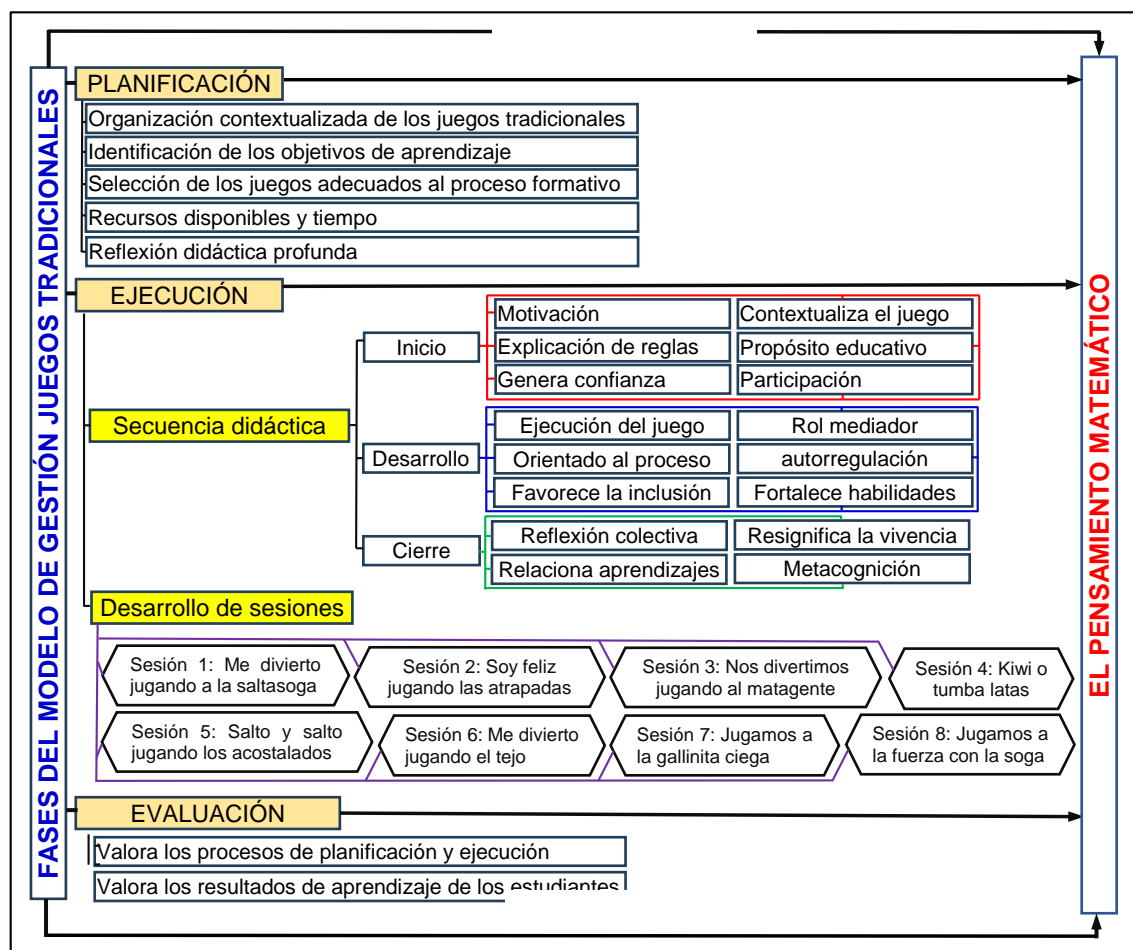 FASES DEL MODELO DE GESTIÓN JUEGOS TRADICIONALES
PLANIFICACIÓN
Organización contextualizada de los juegos tradicionales
Identificación de los objetivos de aprendizaje
Selección de los juegos adecuados al proceso formativo
Recursos disponibles y tiempo
Reflexión didáctica profunda
EJECUCIÓN
Secuencia didáctica
Inicio
Motivación
Contextualiza el juego
Explicación de reglas
Propósito educativo
Genera confianza
Participación
Desarrollo
Ejecución del juego
Rol mediador
Orientado al proceso
autorregulación
Favorece la inclusión
Fortalece habilidades
Cierre
Reflexión colectiva
Resignifica la vivencia
Relaciona aprendizajes
Metacognición
Desarrollo de sesiones
Sesión 1: Me divierto
jugando a la saltasoga
Sesión 2: Soy feliz
jugando las atrapadas
Sesión 3: Nos divertimos
jugando al matagente
Sesión 4: Kiwi o
tumba latas
Sesión 5: Salto y salto
jugando los acostalados
Sesión 6: Me divierto
jugando el tejo
Sesión 7: Jugamos a
la gallinita ciega
Sesión 8: Jugamos a
la fuerza con la soga
EVALUACIÓN
Valora los procesos de planificación y ejecución
Valora los resultados de aprendizaje de los estudiantes
EL PENSAMIENTO MATEMÁTICO